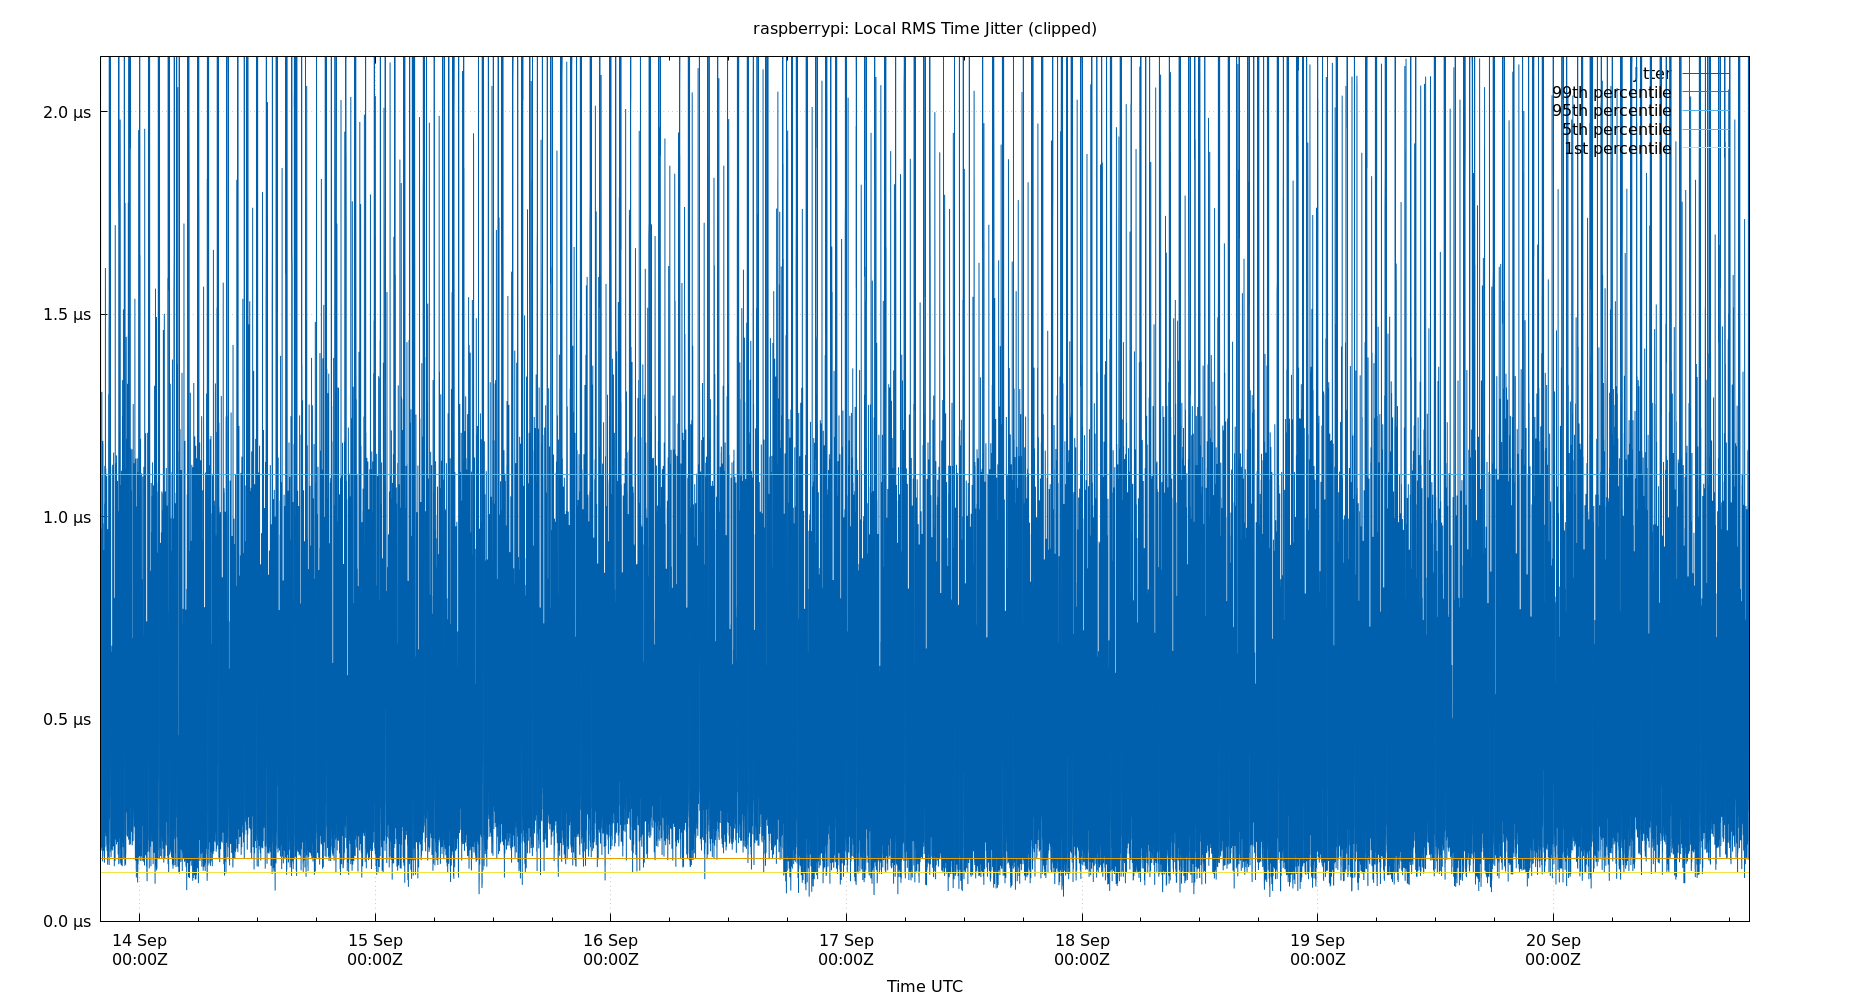 raspberrypi: Local RMS Time Jitter (clipped)
jitter
99th percentile
95th percentile
5th percentile
1st percentile
2.0 μs
1.5 μs
1.0 μs
0.5 μs
0.0 μs
14 Sep 15 Sep 16 Sep 17 Sep 18 Sep 19 Sep 20 Sep
00:00Z 00:00Z 00:00Z 00:00Z 00:00Z 00:00Z 00:00Z
Time UTC